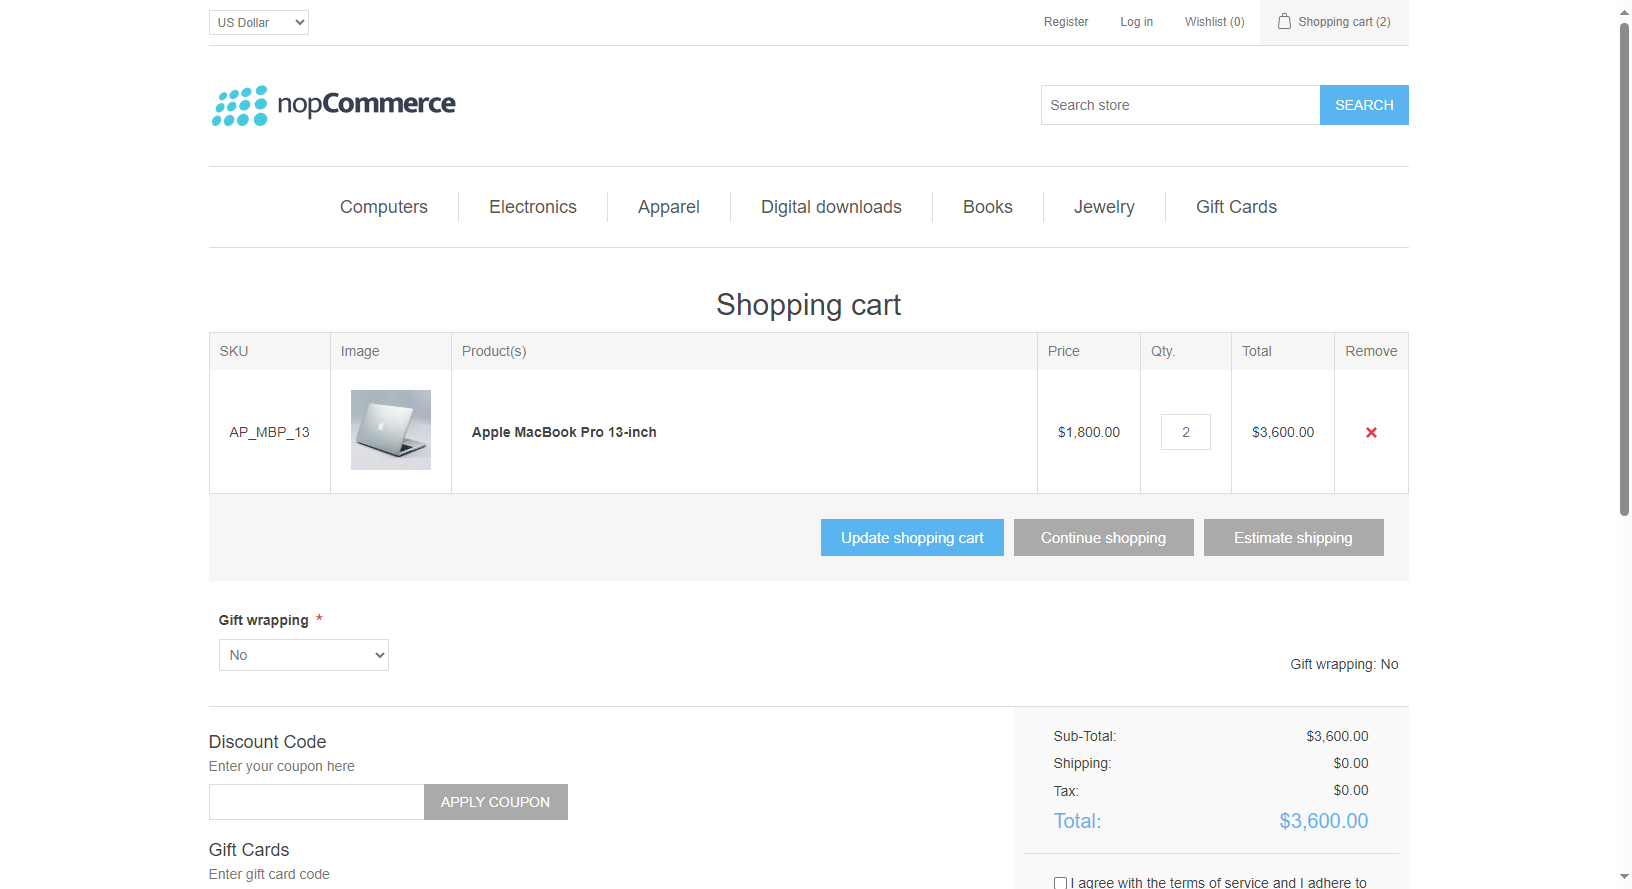 US Dollar
Register
Log in
Wishlist (0)
Shopping cart (2)
nopCommerce
Search store
SEARCH
Computers
Electronics
Apparel
Digital downloads
Books
Jewelry
Gift Cards
Shopping cart
SKU Image Product(s) Price Qty. Total Remove
AP_MBP_13 Apple MacBook Pro 13-inch $1,800.00 2 $3,600.00
Update shopping cart
Continue shopping
Estimate shipping
Gift wrapping *
No
Gift wrapping: No
Discount Code
Enter your coupon here
APPLY COUPON
Gift Cards
Enter gift card code
Sub-Total: $3,600.00
Shipping: $0.00
Tax: $0.00
Total: $3,600.00
I agree with the terms of service and I adhere to